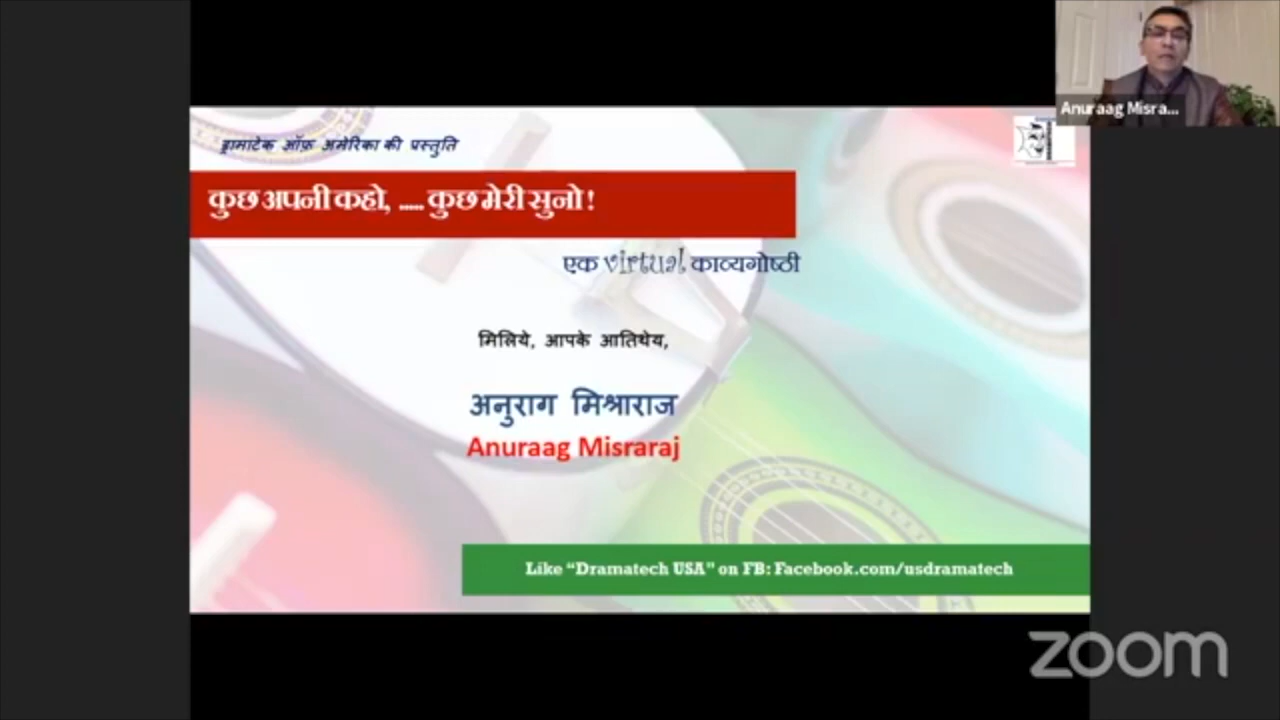 Anuraag Misra...
ड्रामाटेक ऑफ़ अमेरिका की प्रस्तुति
कुछ अपनी कहो, ..... कुछ मेरी सुनो !
एक virtual काव्यगोष्ठी
मिलिये, आपके आतिथेय,
अनुराग मिश्राराज
Anuraag Misraraj
Like “Dramatech USA” on FB: Facebook.com/usdramatech
zoom